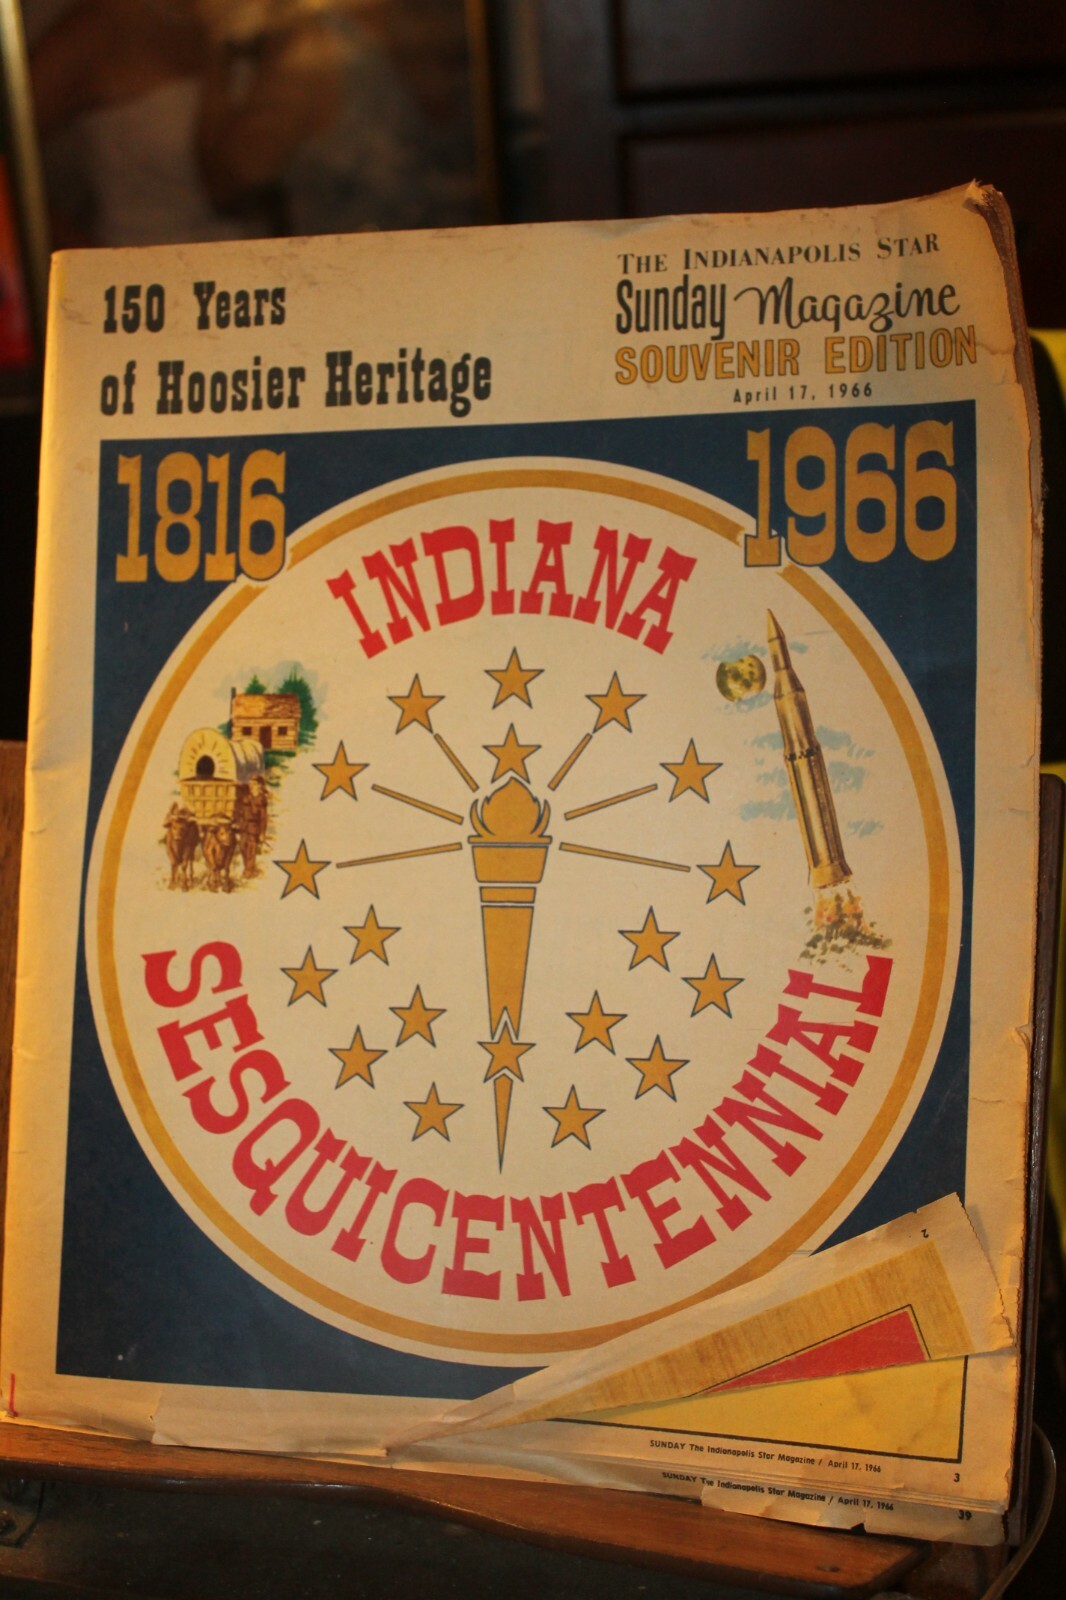 150 Years
of Hoosier Heritage
THE INDIANAPOLIS STAR
Sunday Magazine
SOUVENIR EDITION
April 17, 1966
1816
1966
INDIANA
SESQUICENTENNIAL
2
SUNDAY The Indianapolis Star Magazine / April 17, 1966
3
SUNDAY The Indianapolis Star Magazine / April 17, 1966
39